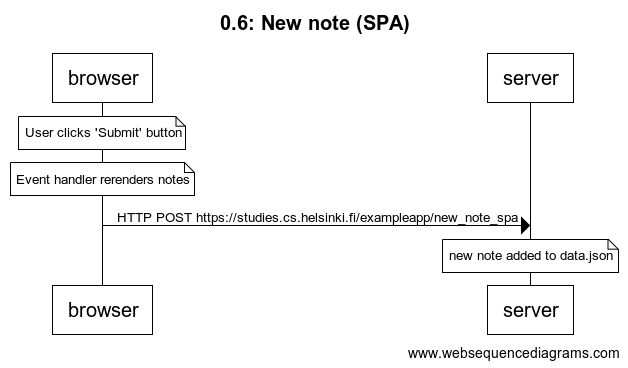 0.6: New note (SPA)
browser
server
User clicks 'Submit' button
Event handler rerenders notes
HTTP POST https://studies.cs.helsinki.fi/exampleapp/new_note_spa
new note added to data.json
browser
server
www.websequencediagrams.com